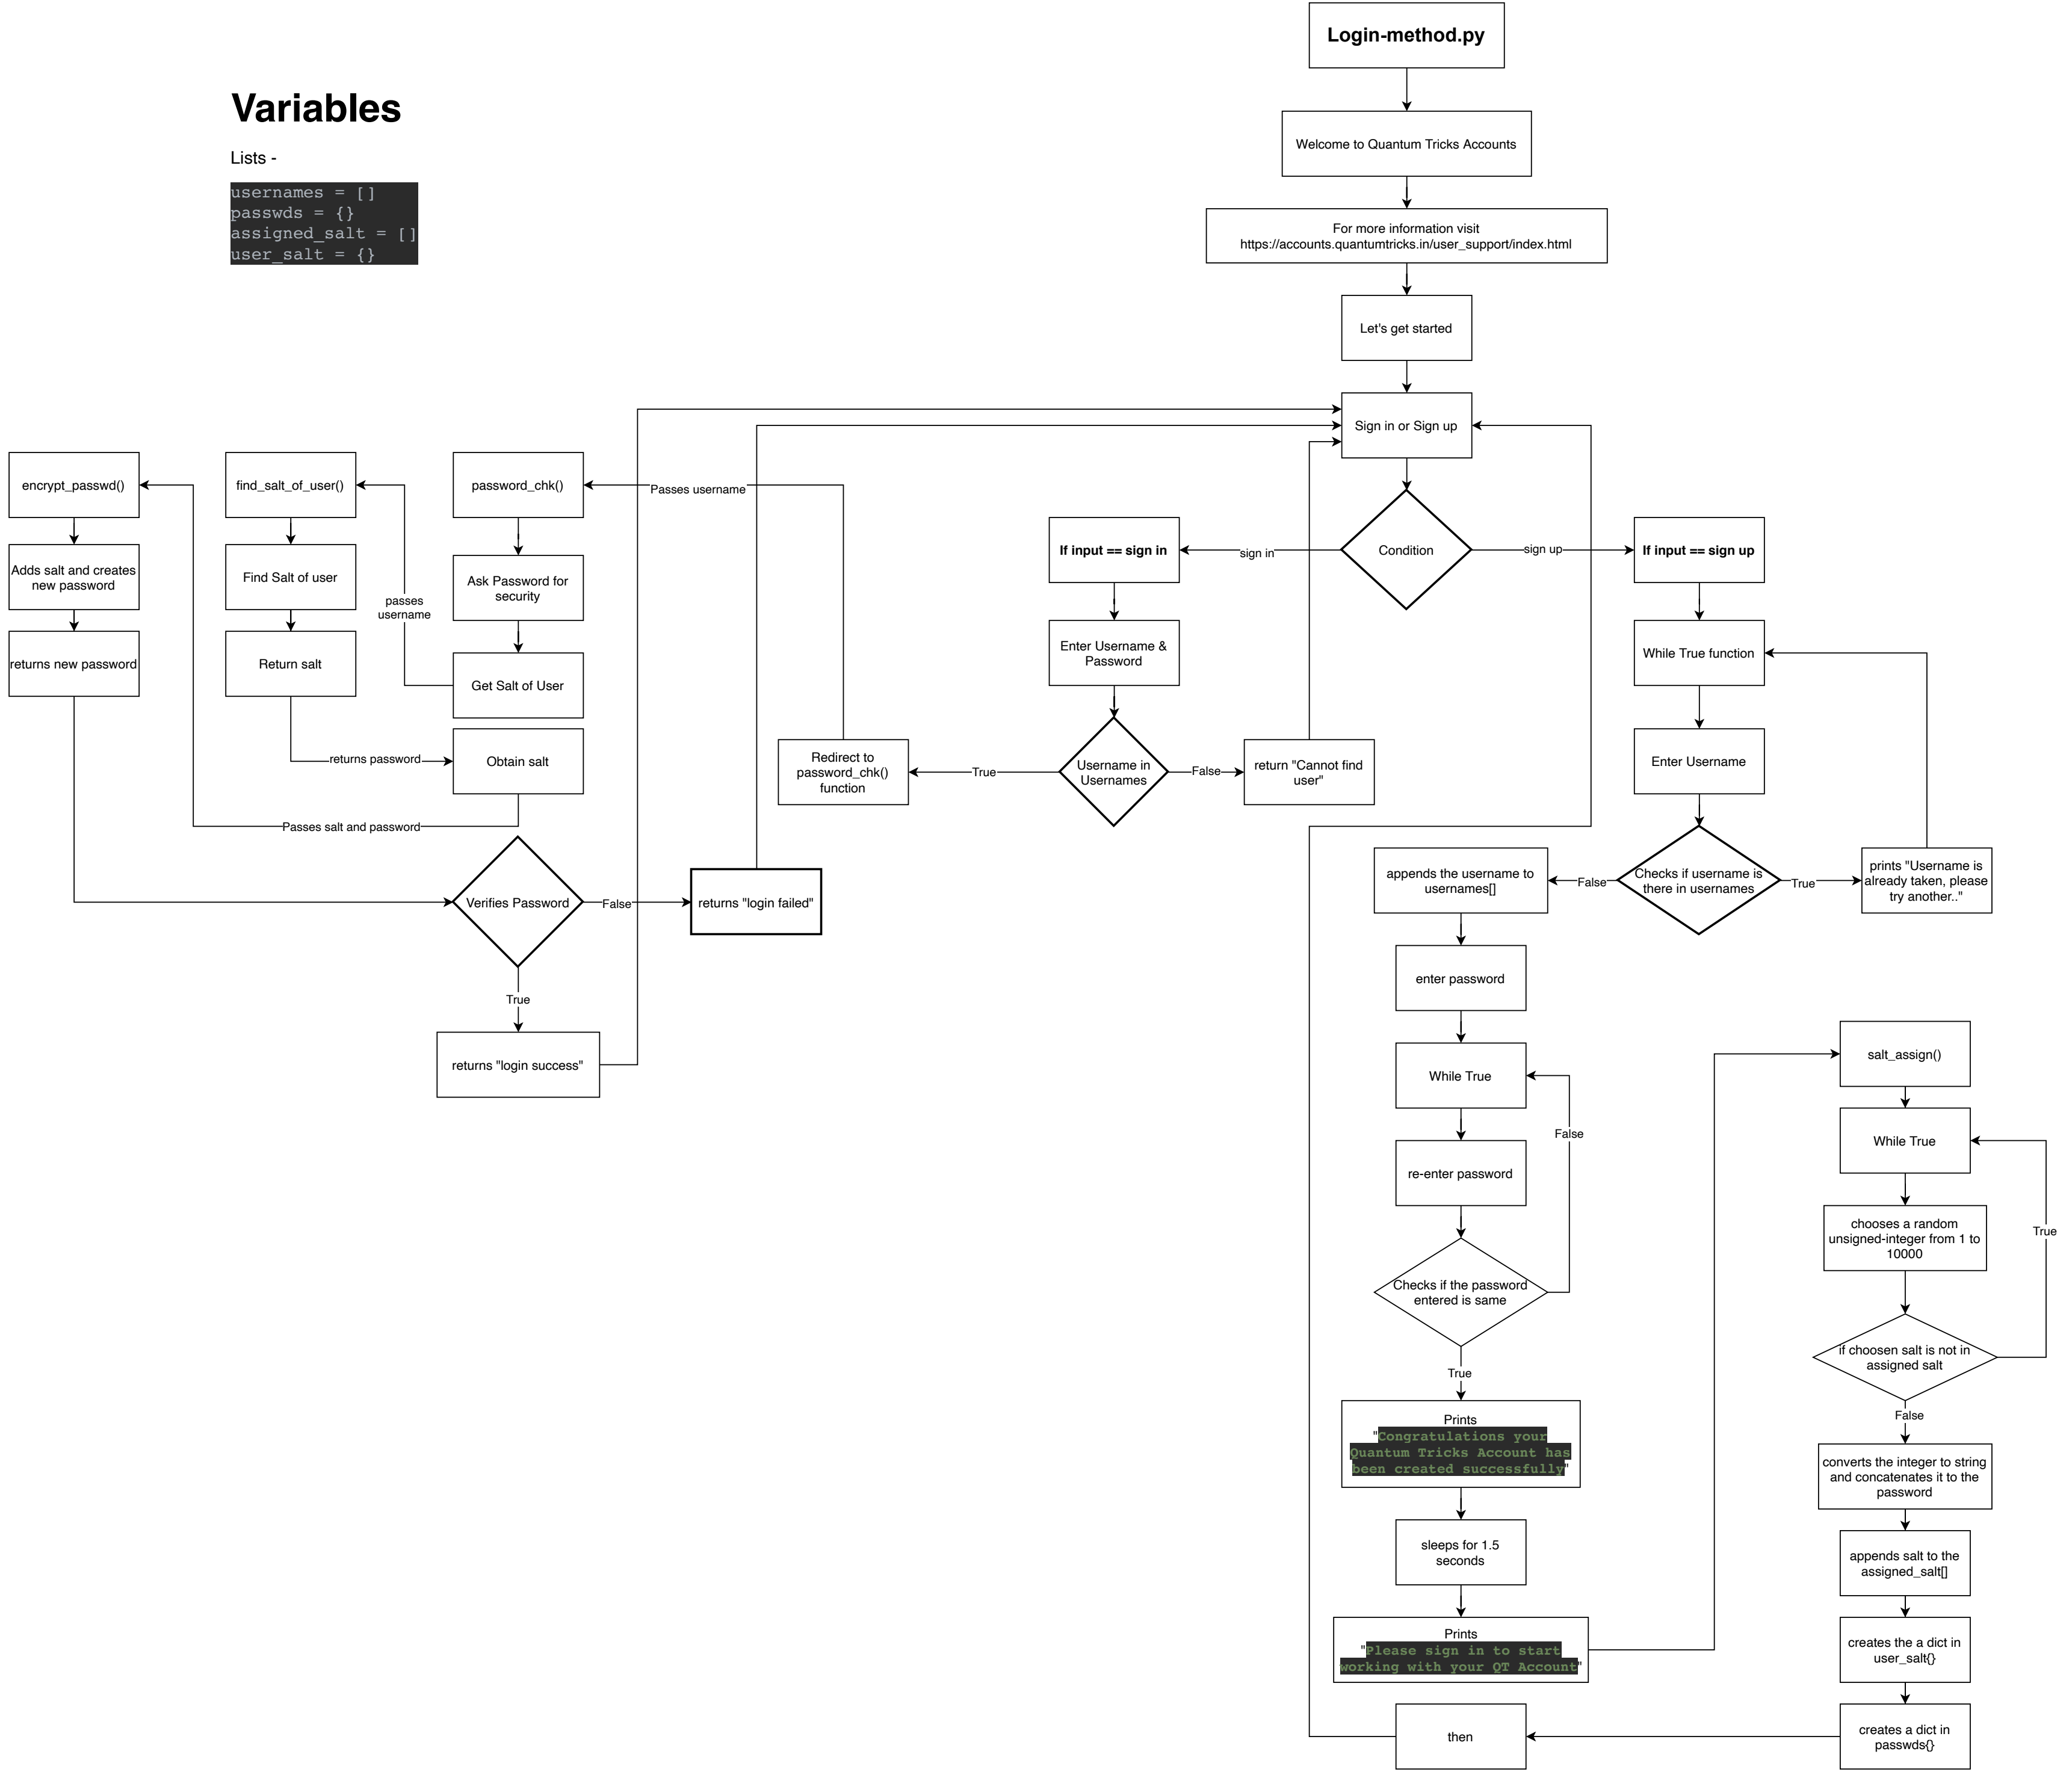 Login-method.py
Variables
Lists -
usernames = []
passwds = {}
assigned_salt = []
user_salt = {}
Welcome to Quantum Tricks Accounts
For more information visit
https://accounts.quantumtricks.in/user_support/index.html
Let's get started
Sign in or Sign up
Condition
sign in
sign up
If input == sign in
Enter Username &
Password
Username in
Usernames
True
False
return "Cannot find
user"
Redirect to
password_chk()
function
Passes username
password_chk()
Ask Password for
security
Get Salt of User
passes
username
find_salt_of_user()
Find Salt of user
Return salt
returns password
Obtain salt
Passes salt and password
encrypt_passwd()
Adds salt and creates
new password
returns new password
Verifies Password
False
returns "login failed"
True
returns "login success"
If input == sign up
While True function
Enter Username
Checks if username is
there in usernames
True
prints "Username is
already taken, please
try another.."
False
appends the username to
usernames[]
enter password
While True
re-enter password
Checks if the password
entered is same
False
True
Prints
"Congratulations your
Quantum Tricks Account has
been created successfully"
sleeps for 1.5
seconds
Prints
"Please sign in to start
working with your QT Account"
salt_assign()
While True
chooses a random
unsigned-integer from 1 to
10000
if choosen salt is not in
assigned salt
True
False
converts the integer to string
and concatenates it to the
password
appends salt to the
assigned_salt[]
creates the a dict in
user_salt{}
creates a dict in
passwds{}
then